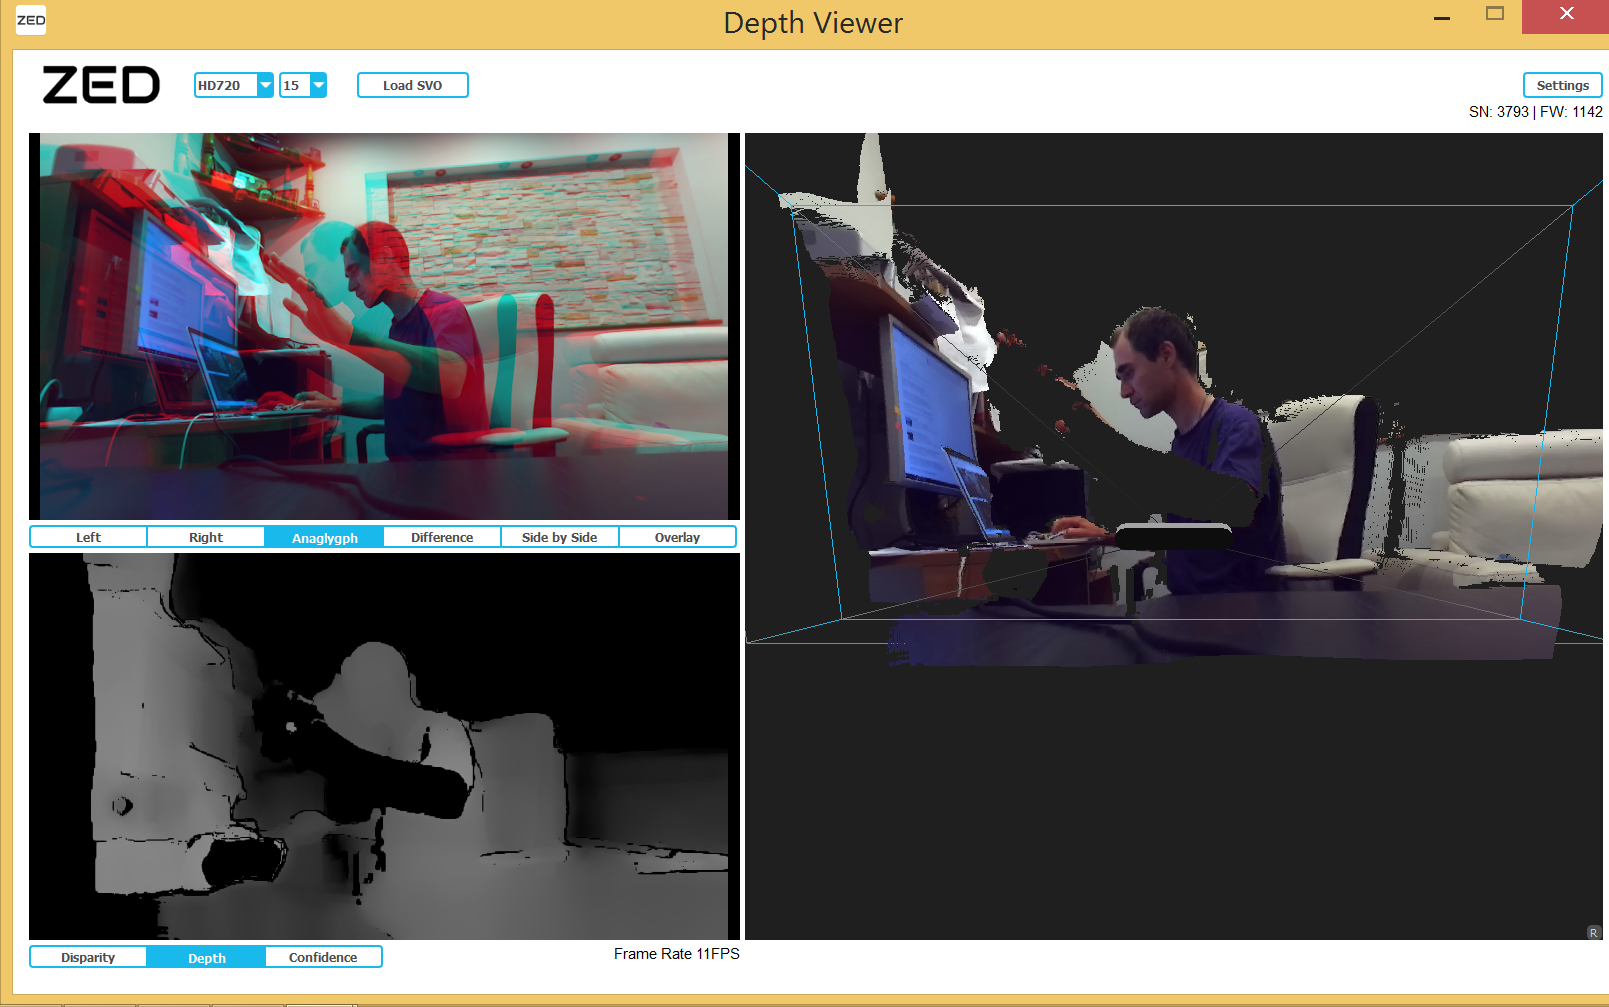 ZED
Depth Viewer
ZED
HD720
15
Load SVO
Settings
SN: 3793 | FW: 1142
Left
Right
Anaglygph
Difference
Side by Side
Overlay
Disparity
Depth
Confidence
Frame Rate 11FPS
R